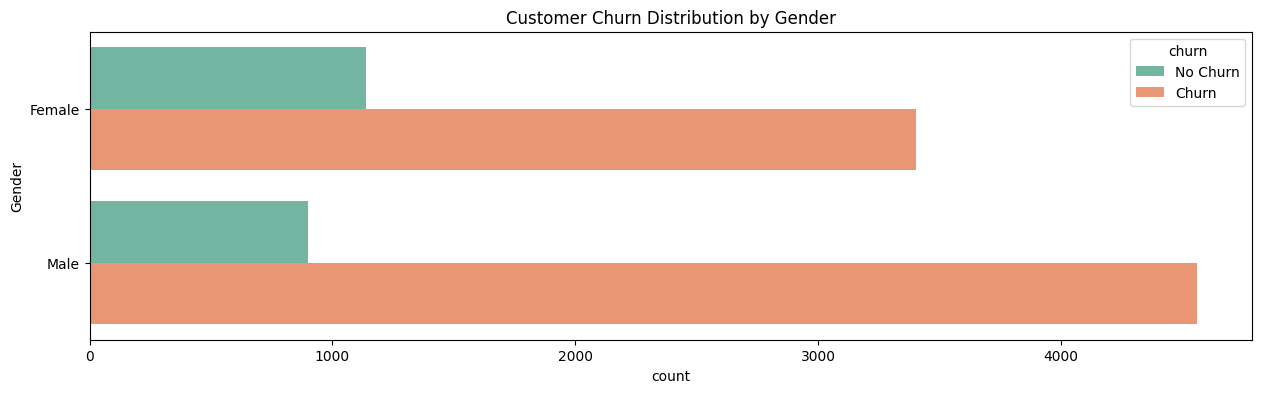 Customer Churn Distribution by Gender
churn
No Churn
Churn
Gender
Female
Male
0 1000 2000 3000 4000
count